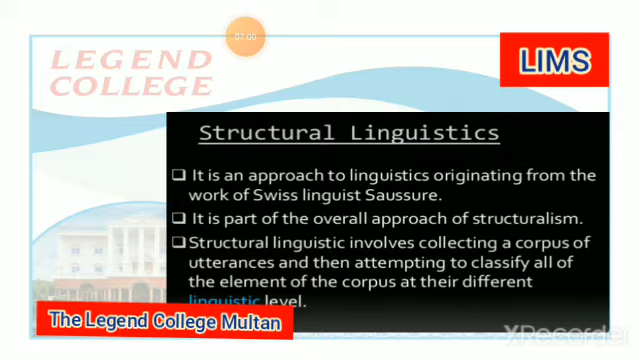 07:00
LEGEND
COLLEGE
LIMS
Structural Linguistics
It is an approach to linguistics originating from the
work of Swiss linguist Saussure.
It is part of the overall approach of structuralism.
Structural linguistic involves collecting a corpus of
utterances and then attempting to classify all of
the element of the corpus at their different
linguistic level.
The Legend College Multan
XRecorder